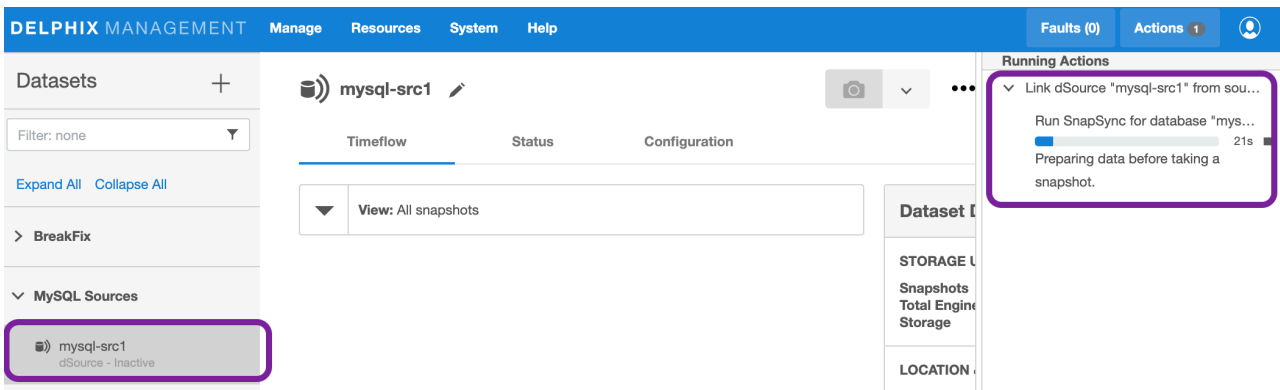 DELPHIX MANAGEMENT
Manage Resources System Help
Faults (0) Actions 1
Datasets
Filter: none
Expand All Collapse All
BreakFix
MySQL Sources
mysql-src1
dSource - Inactive
mysql-src1
Timeflow Status Configuration
View: All snapshots
Dataset D
STORAGE U
Snapshots
Total Engine
Storage
LOCATION
Running Actions
Link dSource "mysql-src1" from sou...
Run SnapSync for database "mys...
21s
Preparing data before taking a
snapshot.